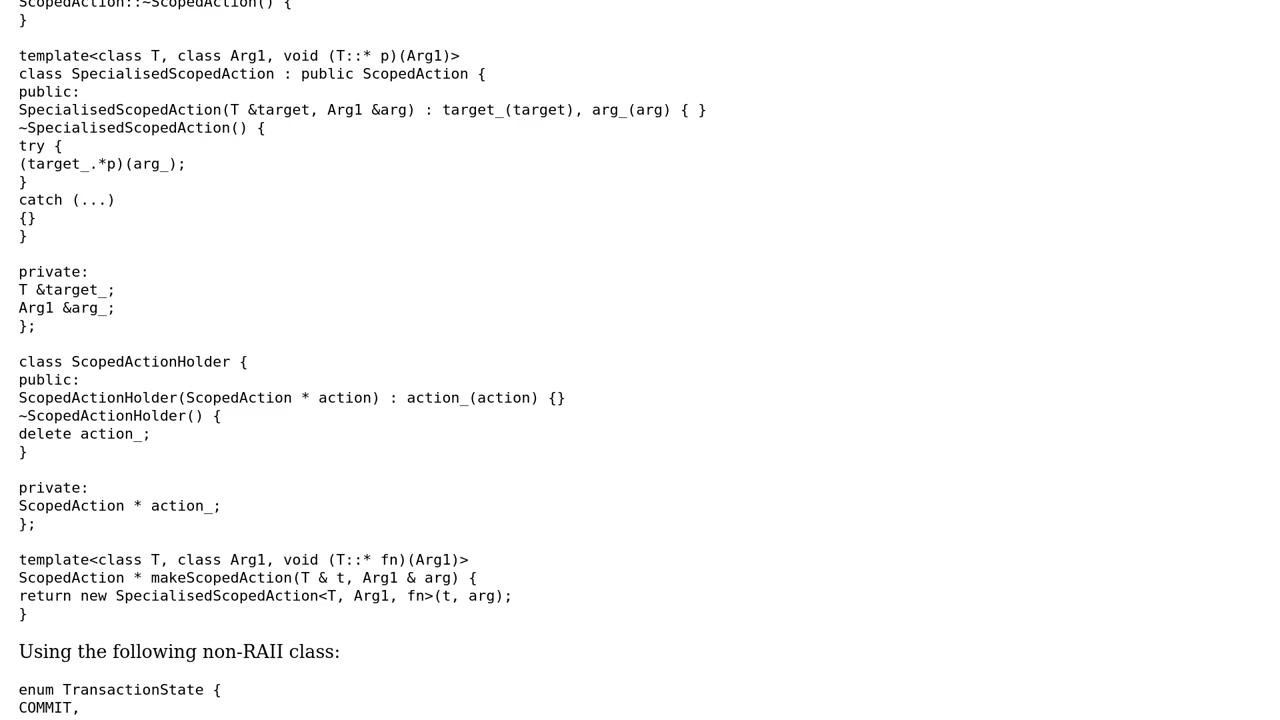 ScopedAction::~ScopedAction() {
}
template<class T, class Arg1, void (T::* p)(Arg1)>
class SpecialisedScopedAction : public ScopedAction {
public:
SpecialisedScopedAction(T &target, Arg1 &arg) : target_(target), arg_(arg) { }
~SpecialisedScopedAction() {
try {
(target_.*p)(arg_);
}
catch (...)
{}
}
private:
T &target_;
Arg1 &arg_;
};
class ScopedActionHolder {
public:
ScopedActionHolder(ScopedAction * action) : action_(action) {}
~ScopedActionHolder() {
delete action_;
}
private:
ScopedAction * action_;
};
template<class T, class Arg1, void (T::* fn)(Arg1)>
ScopedAction * makeScopedAction(T & t, Arg1 & arg) {
return new SpecialisedScopedAction<T, Arg1, fn>(t, arg);
}
Using the following non-RAII class:
enum TransactionState {
COMMIT,